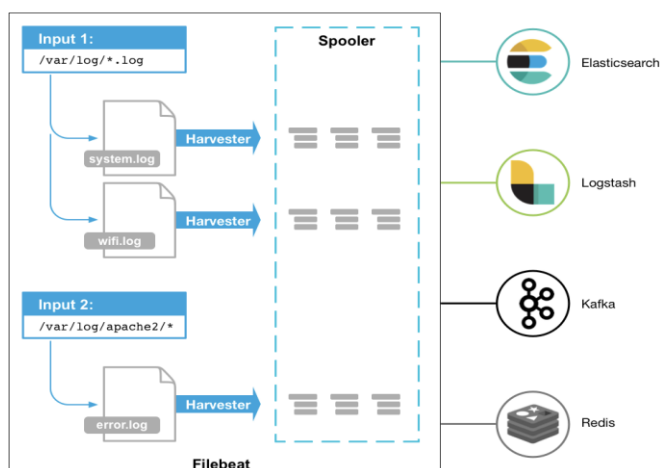 Input 1:
/var/log/*.log
Spooler
system.log
Harvester
wifi.log
Harvester
Input 2:
/var/log/apache2/*
error.log
Harvester
Filebeat
Elasticsearch
Logstash
Kafka
Redis